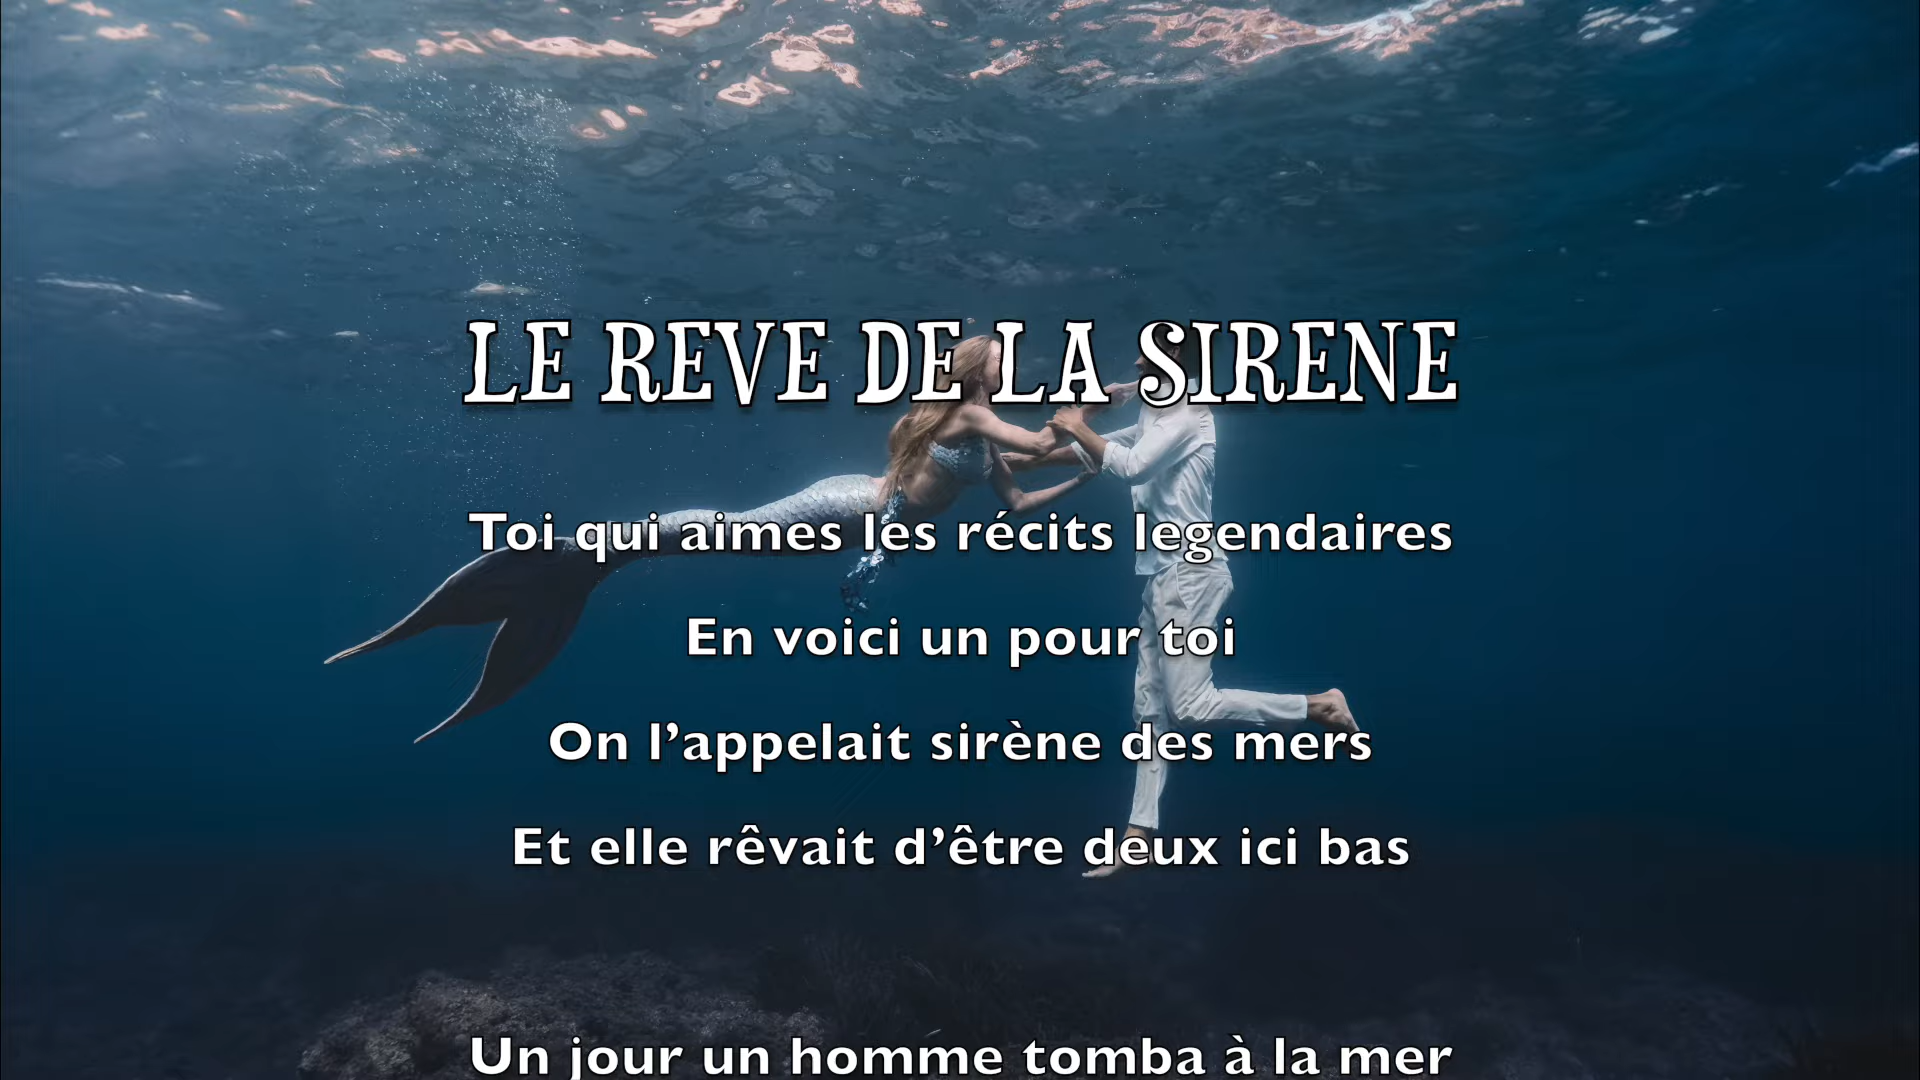 LE REVE DE LA SIRENE
Toi qui aimes les récits legendaires
En voici un pour toi
On l’appelait sirène des mers
Et elle rêvait d’être deux ici bas
Un jour un homme tomba à la mer